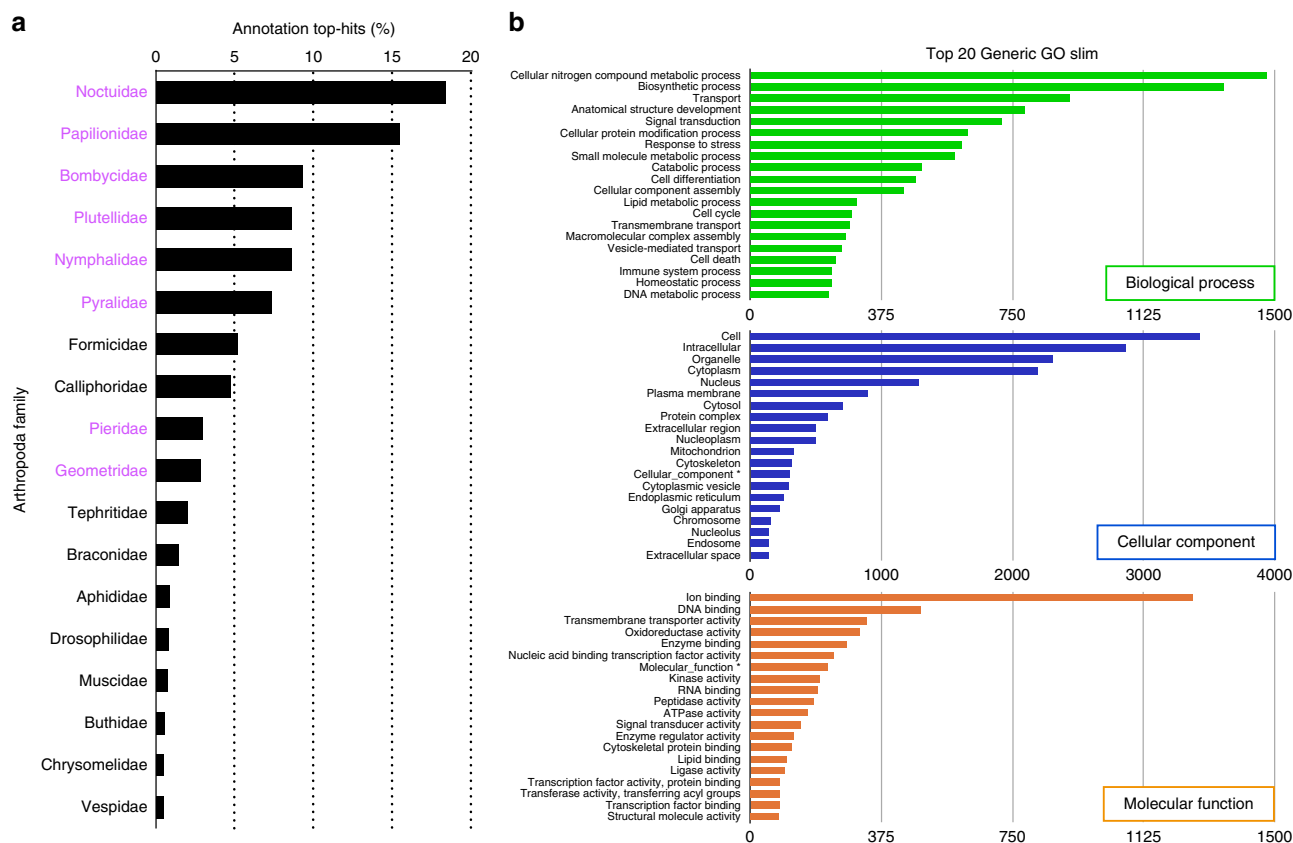 a
Annotation top-hits (%)
0 5 10 15 20
Arthropoda family
Noctuidae
Papilionidae
Bombycidae
Plutellidae
Nymphalidae
Pyralidae
Formicidae
Calliphoridae
Pieridae
Geometridae
Tephritidae
Braconidae
Aphididae
Drosophilidae
Muscidae
Buthidae
Chrysomelidae
Vespidae
b
Top 20 Generic GO slim
Cellular nitrogen compound metabolic process
Biosynthetic process
Transport
Anatomical structure development
Signal transduction
Cellular protein modification process
Response to stress
Small molecule metabolic process
Catabolic process
Cell differentiation
Cellular component assembly
Lipid metabolic process
Cell cycle
Transmembrane transport
Macromolecular complex assembly
Vesicle-mediated transport
Cell death
Immune system process
Homeostatic process
DNA metabolic process
Biological process
0 375 750 1125 1500
Cell
Intracellular
Organelle
Cytoplasm
Nucleus
Plasma membrane
Cytosol
Protein complex
Extracellular region
Nucleoplasm
Mitochondrion
Cytoskeleton
Cellular_component *
Cytoplasmic vesicle
Endoplasmic reticulum
Golgi apparatus
Chromosome
Nucleolus
Endosome
Extracellular space
Cellular component
0 1000 2000 3000 4000
Ion binding
DNA binding
Transmembrane transporter activity
Oxidoreductase activity
Enzyme binding
Nucleic acid binding transcription factor activity
Molecular_function *
Kinase activity
RNA binding
Peptidase activity
ATPase activity
Signal transducer activity
Enzyme regulator activity
Cytoskeletal protein binding
Lipid binding
Ligase activity
Transcription factor activity, protein binding
Transferase activity, transferring acyl groups
Transcription factor binding
Structural molecule activity
Molecular function
0 375 750 1125 1500